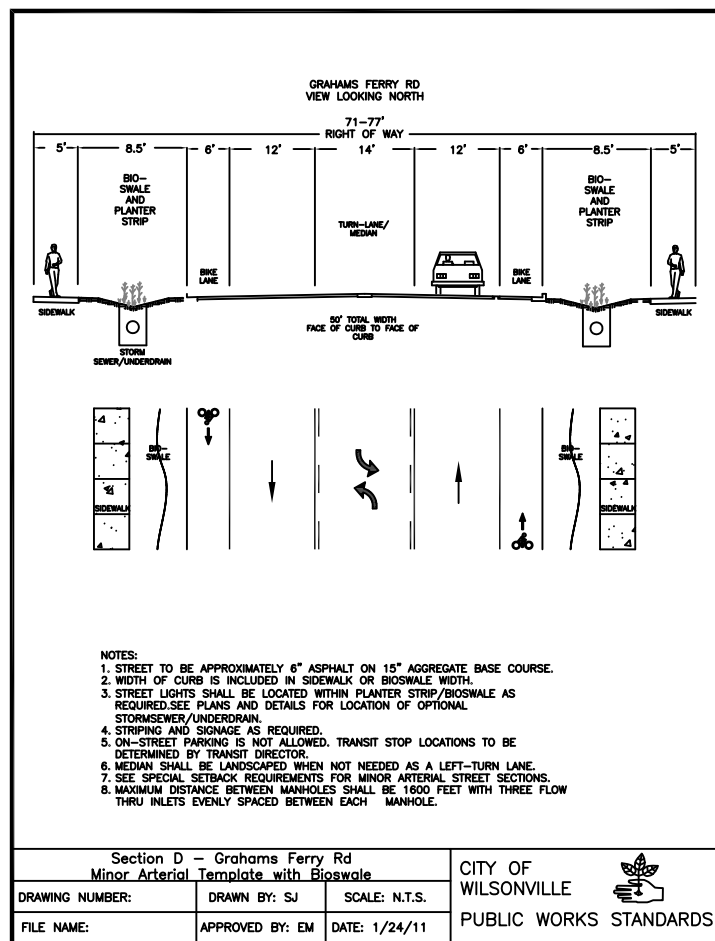 GRAHAMS FERRY RD
VIEW LOOKING NORTH
71-77'
RIGHT OF WAY
5' 8.5' 6' 12' 14' 12' 6' 8.5' 5'
BIO-
SWALE
AND
PLANTER
STRIP
TURN-LANE/
MEDIAN
BIO-
SWALE
AND
PLANTER
STRIP
BIKE
LANE
BIKE
LANE
SIDEWALK
STORM
SEWER/UNDERDRAIN
50' TOTAL WIDTH
FACE OF CURB TO FACE OF
CURB
SIDEWALK
BIO-
SWALE
SIDEWALK
BIO-
SWALE
SIDEWALK
NOTES:
1. STREET TO BE APPROXIMATELY 6" ASPHALT ON 15" AGGREGATE BASE COURSE.
2. WIDTH OF CURB IS INCLUDED IN SIDEWALK OR BIOSWALE WIDTH.
3. STREET LIGHTS SHALL BE LOCATED WITHIN PLANTER STRIP/BIOSWALE AS
REQUIRED.SEE PLANS AND DETAILS FOR LOCATION OF OPTIONAL
STORMSEWER/UNDERDRAIN.
4. STRIPING AND SIGNAGE AS REQUIRED.
5. ON-STREET PARKING IS NOT ALLOWED. TRANSIT STOP LOCATIONS TO BE
DETERMINED BY TRANSIT DIRECTOR.
6. MEDIAN SHALL BE LANDSCAPED WHEN NOT NEEDED AS A LEFT-TURN LANE.
7. SEE SPECIAL SETBACK REQUIREMENTS FOR MINOR ARTERIAL STREET SECTIONS.
8. MAXIMUM DISTANCE BETWEEN MANHOLES SHALL BE 1600 FEET WITH THREE FLOW
THRU INLETS EVENLY SPACED BETWEEN EACH MANHOLE.
Section D - Grahams Ferry Rd
Minor Arterial Template with Bioswale
DRAWING NUMBER: DRAWN BY: SJ SCALE: N.T.S.
FILE NAME: APPROVED BY: EM DATE: 1/24/11
CITY OF
WILSONVILLE
PUBLIC WORKS STANDARDS